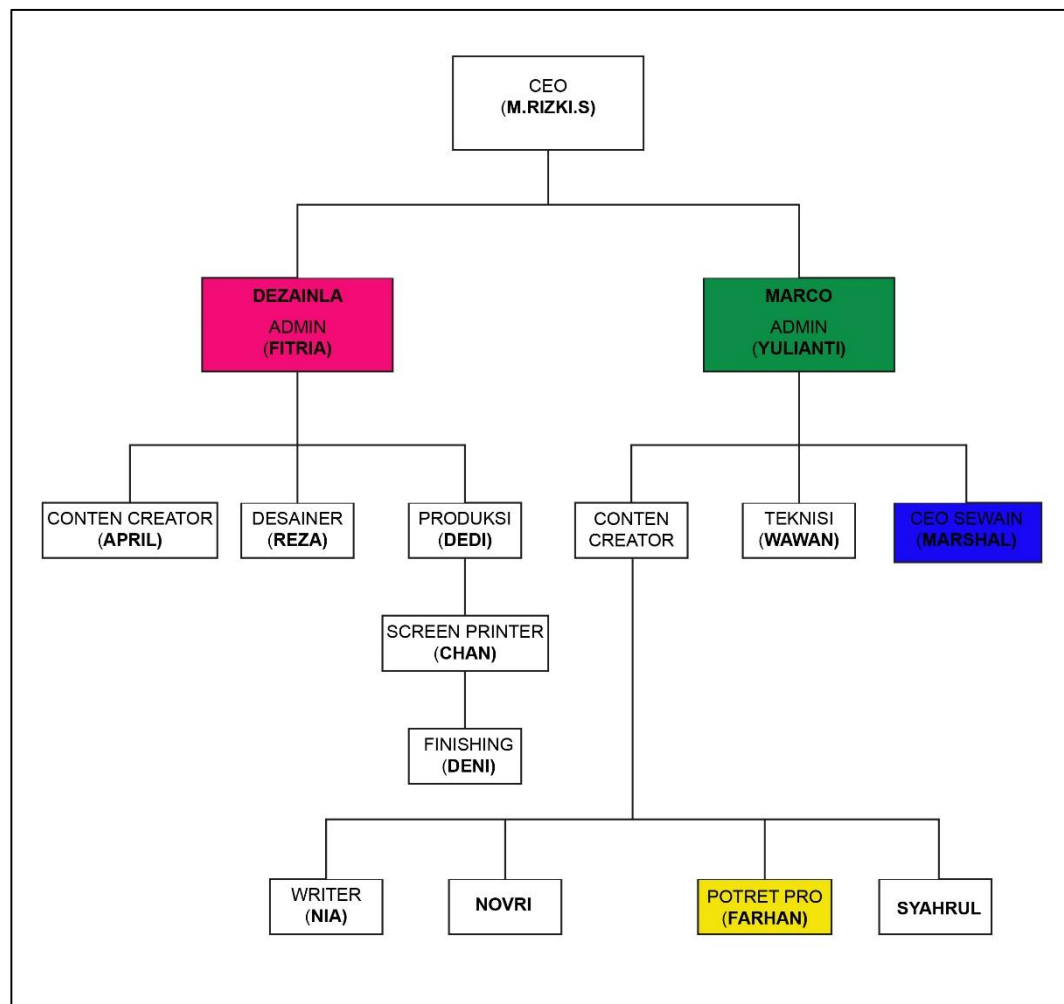 CEO
(M.RIZKI.S)
DEZAINLA
ADMIN
(FITRIA)
MARCO
ADMIN
(YULIANTI)
CONTEN CREATOR
(APRIL)
DESAINER
(REZA)
PRODUKSI
(DEDI)
CONTEN
CREATOR
TEKNISI
(WAWAN)
CEO SEWAIN
(MARSHAL)
SCREEN PRINTER
(CHAN)
FINISHING
(DENI)
WRITER
(NIA)
NOVRI
POTRET PRO
(FARHAN)
SYAHRUL